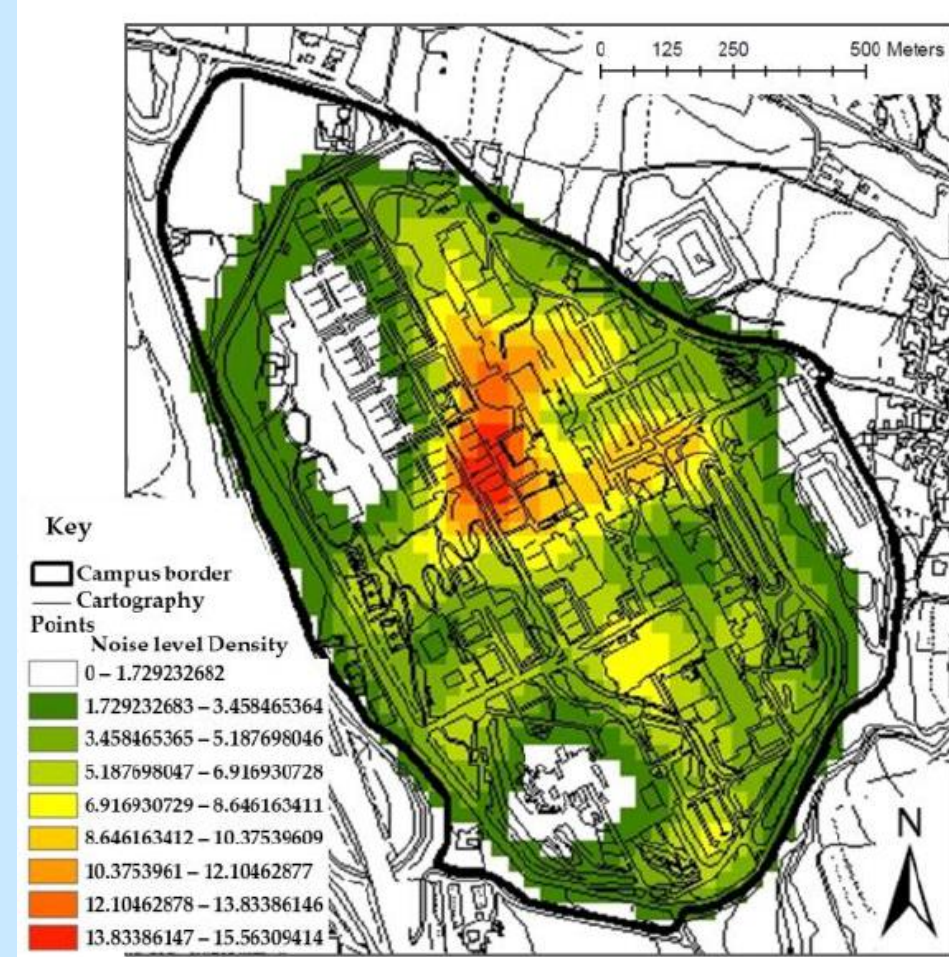 0 125 250 500 Meters
Key
Campus border
Cartography
Points
Noise level Density
0 – 1.729232682
1.729232683 – 3.458465364
3.458465365 – 5.187698046
5.187698047 – 6.916930728
6.916930729 – 8.646163411
8.646163412 – 10.37539609
10.3753961 – 12.10462877
12.10462878 – 13.83386146
13.83386147 – 15.56309414
N